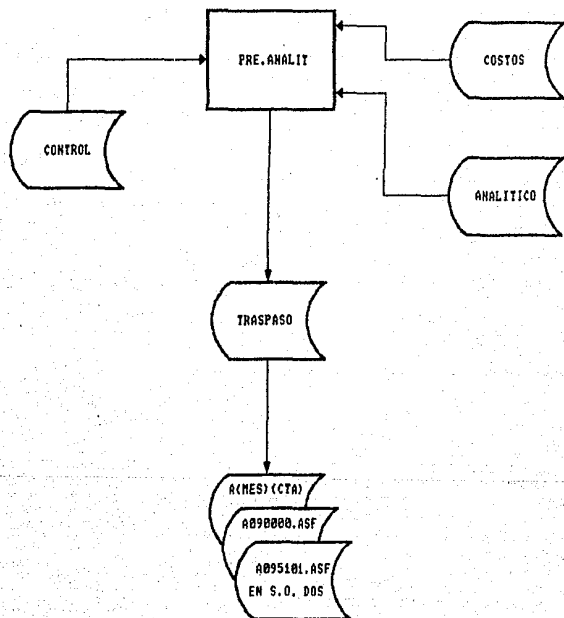 PRE.ANALIT
COSTOS
CONTROL
ANALITICO
TRASPASO
A(MES)(CTA)
A090000.ASF
A095101.ASF
EN S.O. DOS